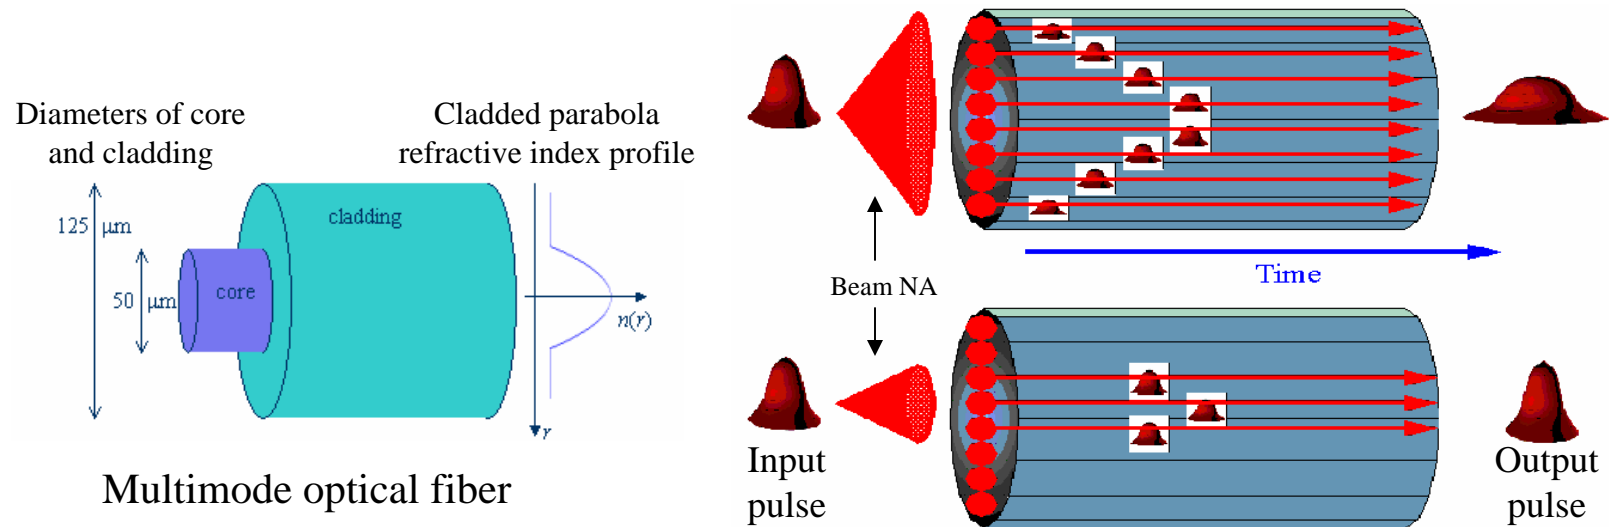 Diameters of core
and cladding
Cladded parabola
refractive index profile
125 μm
cladding
50 μm
core
n(r)
r
Multimode optical fiber
Beam NA
Time
Input
pulse
Output
pulse